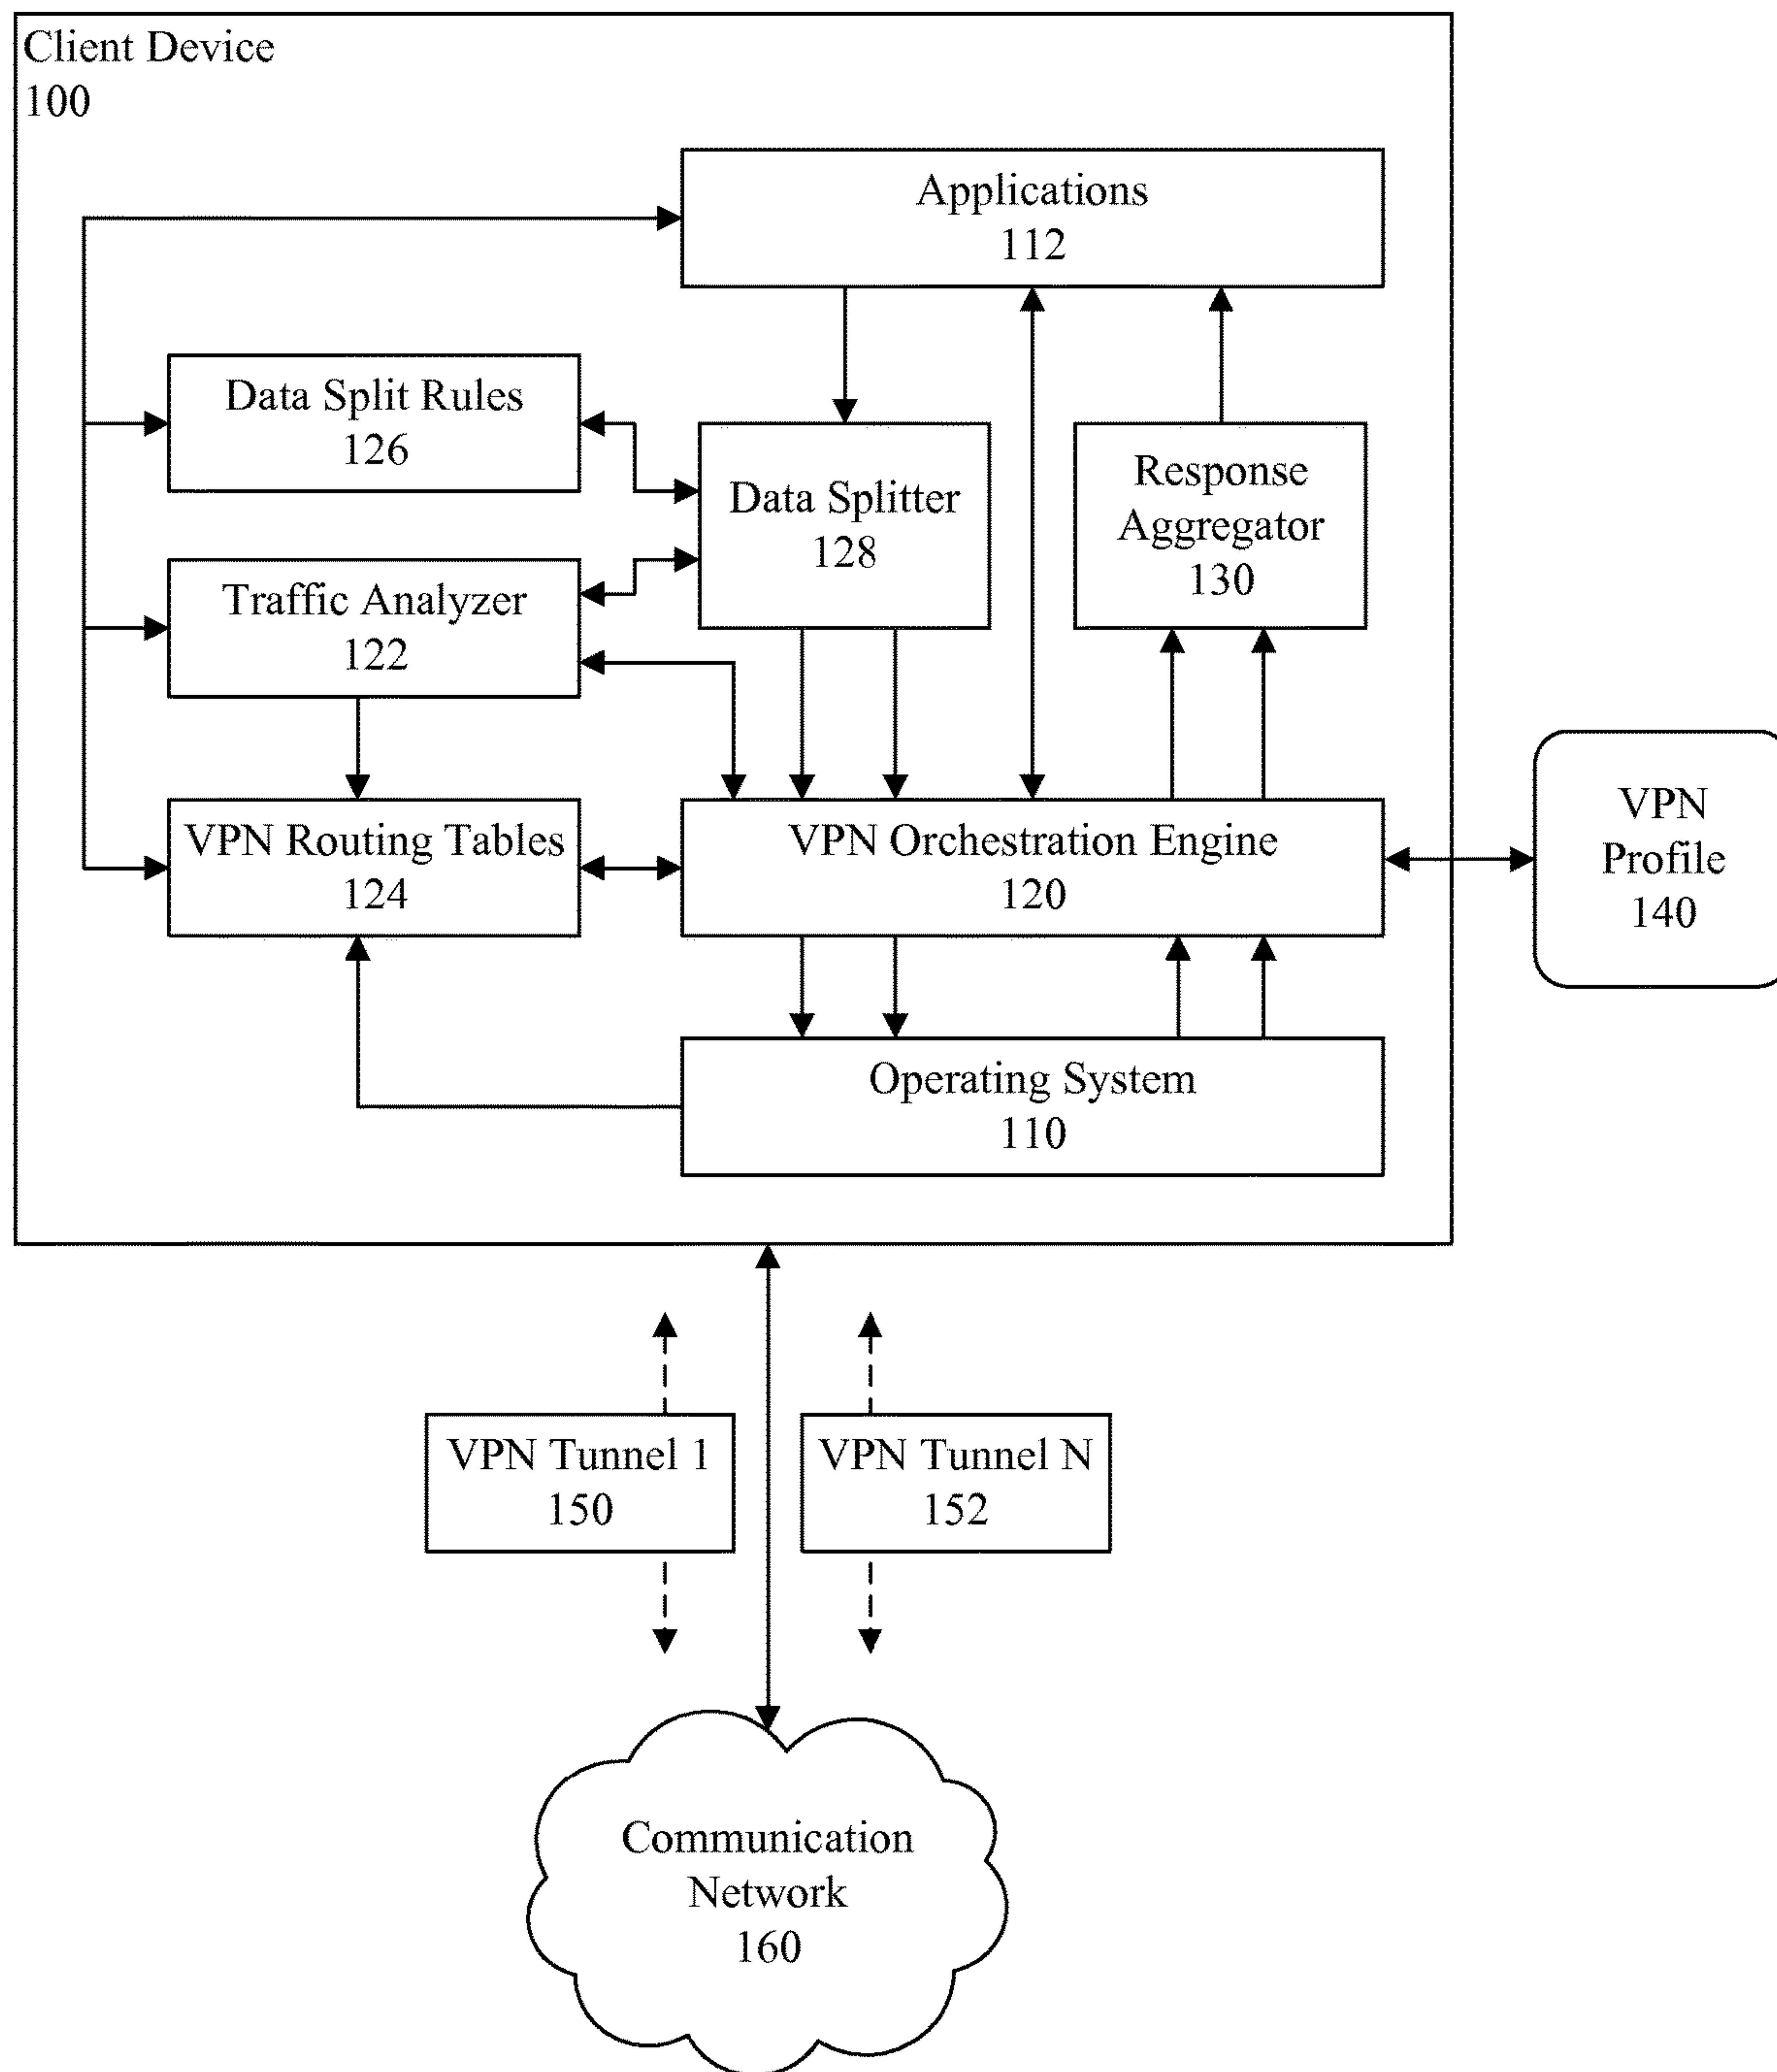 Client Device
100
Applications
112
Data Split Rules
126
Data Splitter
128
Response
Aggregator
130
Traffic Analyzer
122
VPN Routing Tables
124
VPN Orchestration Engine
120
VPN
Profile
140
Operating System
110
VPN Tunnel 1
150
VPN Tunnel N
152
Communication
Network
160